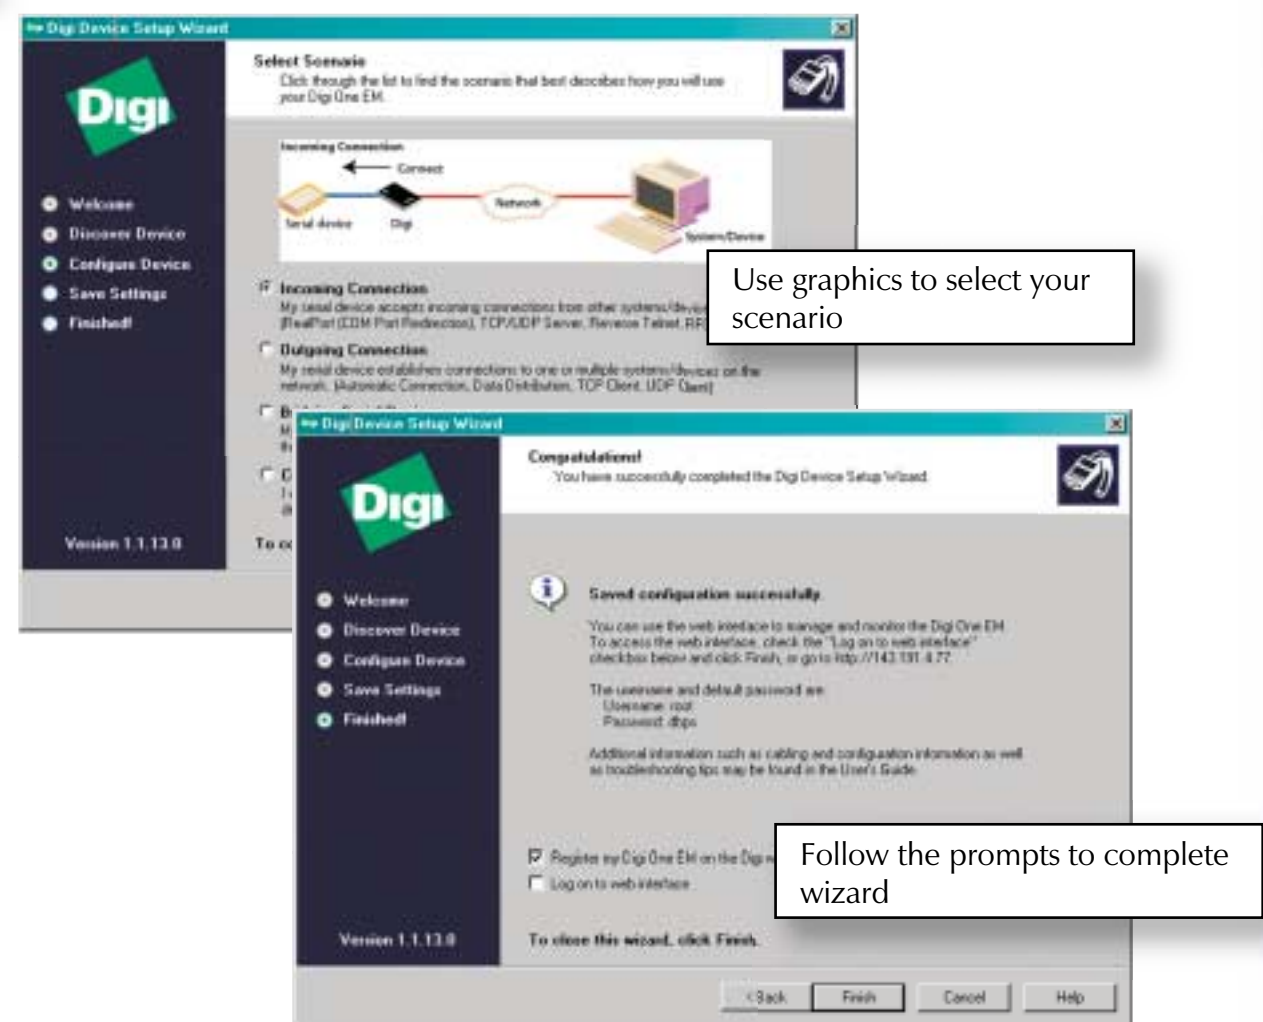 Digi Device Setup Wizard
Digi
Welcome
Discover Device
Configure Device
Save Settings
Finished!
Version 1.1.13.0
Select Scenario
Click through the list to find the scenario that best describes how you will use
your Digi One EM.
Incoming Connection
Connect
Network
Serial device
Digi
System/Device
Incoming Connection
My serial device accepts incoming connections from other systems/devic
(RealPort (COM Port Redirection), TCP/UDP Server, Reverse Telnet, RF
Outgoing Connection
My serial device establishes connections to one or multiple systems/devices on the
network. (Automatic Connection, Data Distribution, TCP Client, UDP Client)
To co
Use graphics to select your
scenario
Digi Device Setup Wizard
Digi
Welcome
Discover Device
Configure Device
Save Settings
Finished!
Version 1.1.13.0
Congratulations!
You have successfully completed the Digi Device Setup Wizard.
Saved configuration successfully.
You can use the web interface to manage and monitor the Digi One EM.
To access the web interface, check the "Log on to web interface"
checkbox below and click Finish, or go to http://143.191.4.77.
The username and default password are:
Username: root
Password: dbps
Additional information such as cabling and configuration information as well
as troubleshooting tips may be found in the User's Guide.
Register my Digi One EM on the Digi w
Log on to web interface
To close this wizard, click Finish.
< Back
Finish
Cancel
Help
Follow the prompts to complete
wizard